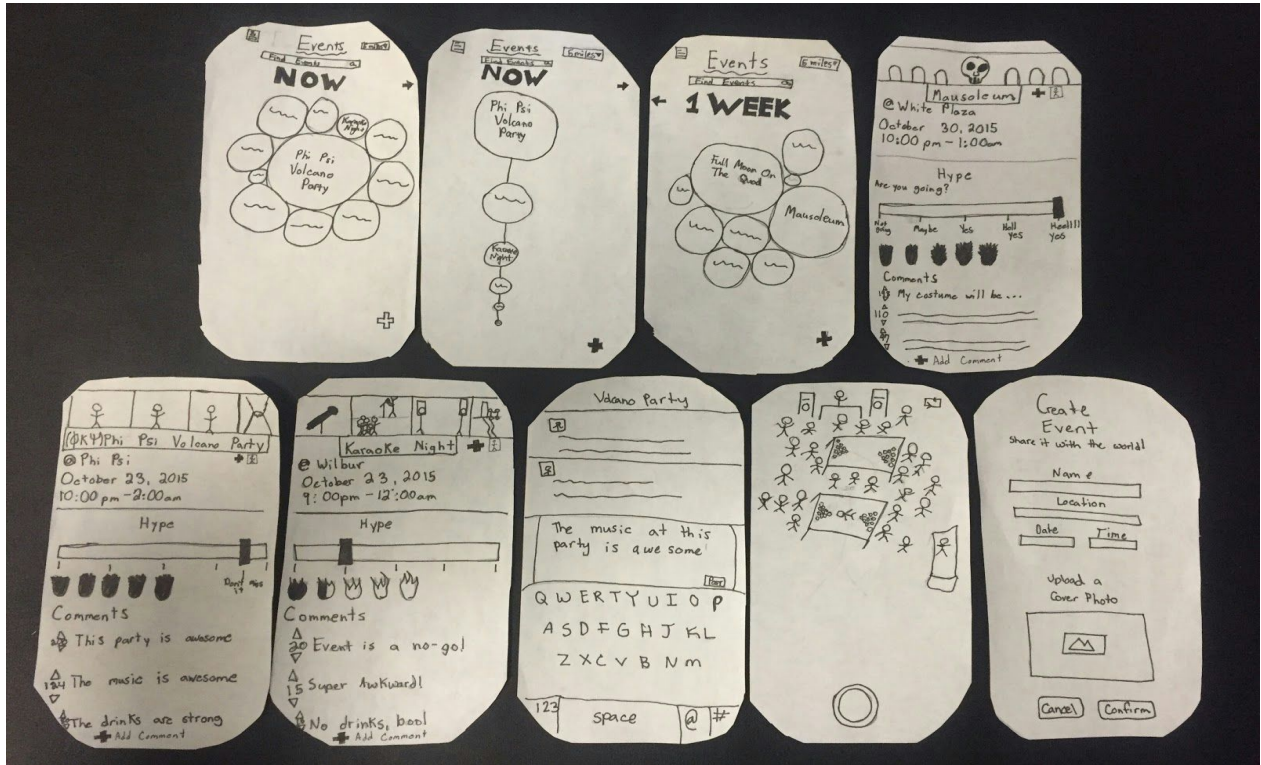 Events
5 miles
Find Events
NOW
Karaoke
Night
Phi Psi
Volcano
Party
Events
5 miles
Find Events
NOW
Phi Psi
Volcano
Party
Karaoke
Night
Events
5 miles
Find Events
1 WEEK
Full Moon On
The Quad
Mausoleum
Mausoleum
@ White Plaza
October 30, 2015
10:00 pm - 1:00am
Hype
Are you going?
Not Going Maybe Yes Hell Yes
Yes
Comments
My costume will be...
110
Add Comment
(ΦΚΨ) Phi Psi Volcano Party
@ Phi Psi
October 23, 2015
10:00 pm - 2:00am
Hype
Don't
Comments
This party is awesome
124 The music is awesome
The drinks are strong
Add Comment
Karaoke Night
@ Wilbur
October 23, 2015
9:00pm - 12:00am
Hype
Comments
20 Event is a no-go!
15 Super Awkward!
No drinks, boo!
Add Comment
Volcano Party
The music at this
party is awesome
Post
Q W E R T Y U I O P
A S D F G H J K L
Z X C V B N m
123 space @ #
Create
Event
Share it with the world!
Name
Location
Date Time
Upload a
Cover Photo
Cancel Confirm